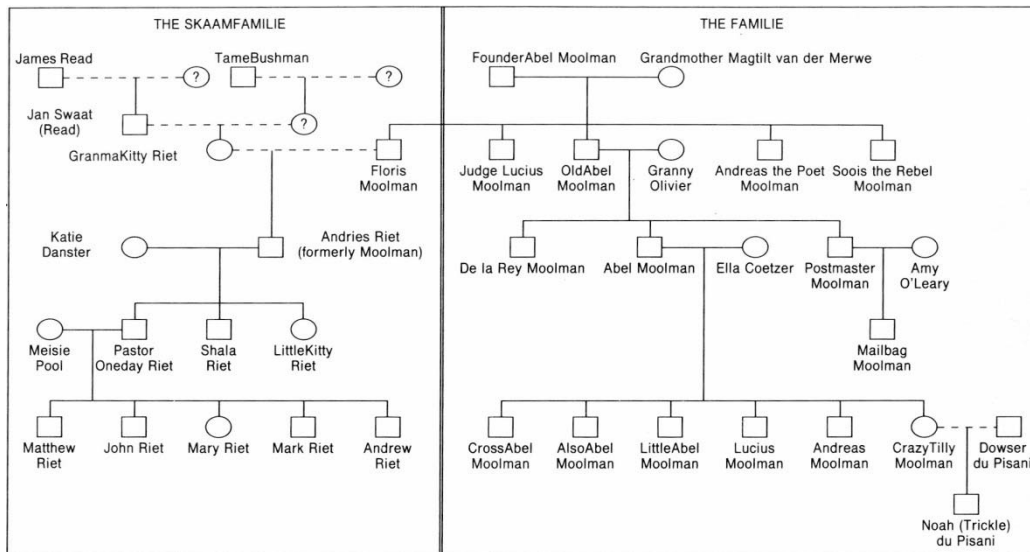 THE SKAAMFAMILIE
THE FAMILIE
James Read
?
TameBushman
?
FounderAbel Moolman
Grandmother Magtilt van der Merwe
Jan Swaat
(Read)
?
GranmaKitty Riet
Floris
Moolman
Judge Lucius
Moolman
OldAbel
Moolman
Granny
Olivier
Andreas the Poet
Moolman
Soois the Rebel
Moolman
Katie
Danster
Andries Riet
(formerly Moolman)
De la Rey Moolman
Abel Moolman
Ella Coetzer
Postmaster
Moolman
Amy
O'Leary
Meisie
Pool
Pastor
Oneday Riet
Shala
Riet
LittleKitty
Riet
Mailbag
Moolman
Matthew
Riet
John Riet
Mary Riet
Mark Riet
Andrew
Riet
CrossAbel
Moolman
AlsoAbel
Moolman
LittleAbel
Moolman
Lucius
Moolman
Andreas
Moolman
CrazyTilly
Moolman
Dowser
du Pisani
Noah (Trickle)
du Pisani